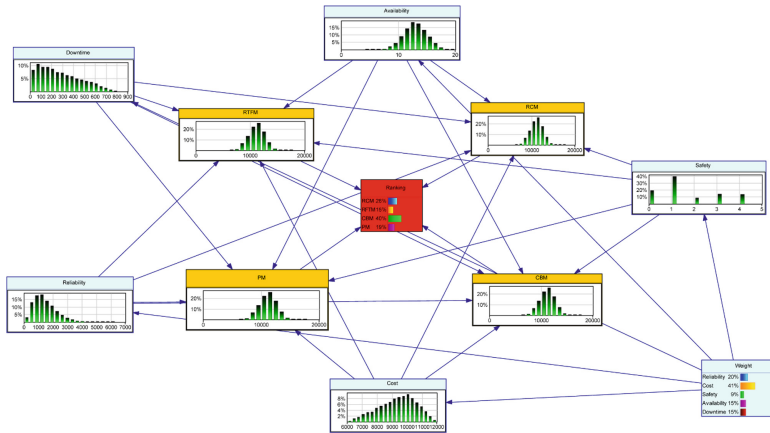 Availability
15%
10%
5%
0
10
20
Downtime
10%
5%
0 100 200 300 400 500 600 700 800 900
RTFM
20%
10%
0
10000
20000
RCM
20%
10%
0
10000
20000
Ranking
RCM 26%
RFTM 15%
CBM 45%
PM 15%
Safety
40%
30%
20%
10%
0 1 2 3 4 5
Reliability
15%
10%
5%
0 1000 2000 3000 4000 5000 6000 7000
PM
20%
10%
0
10000
20000
CBM
20%
10%
0
10000
20000
Cost
8%
6%
4%
2%
6000 7000 8000 9000 10000 11000 12000
Weight
Reliability 20%
Cost 41%
Safety 9%
Availability 15%
Downtime 15%